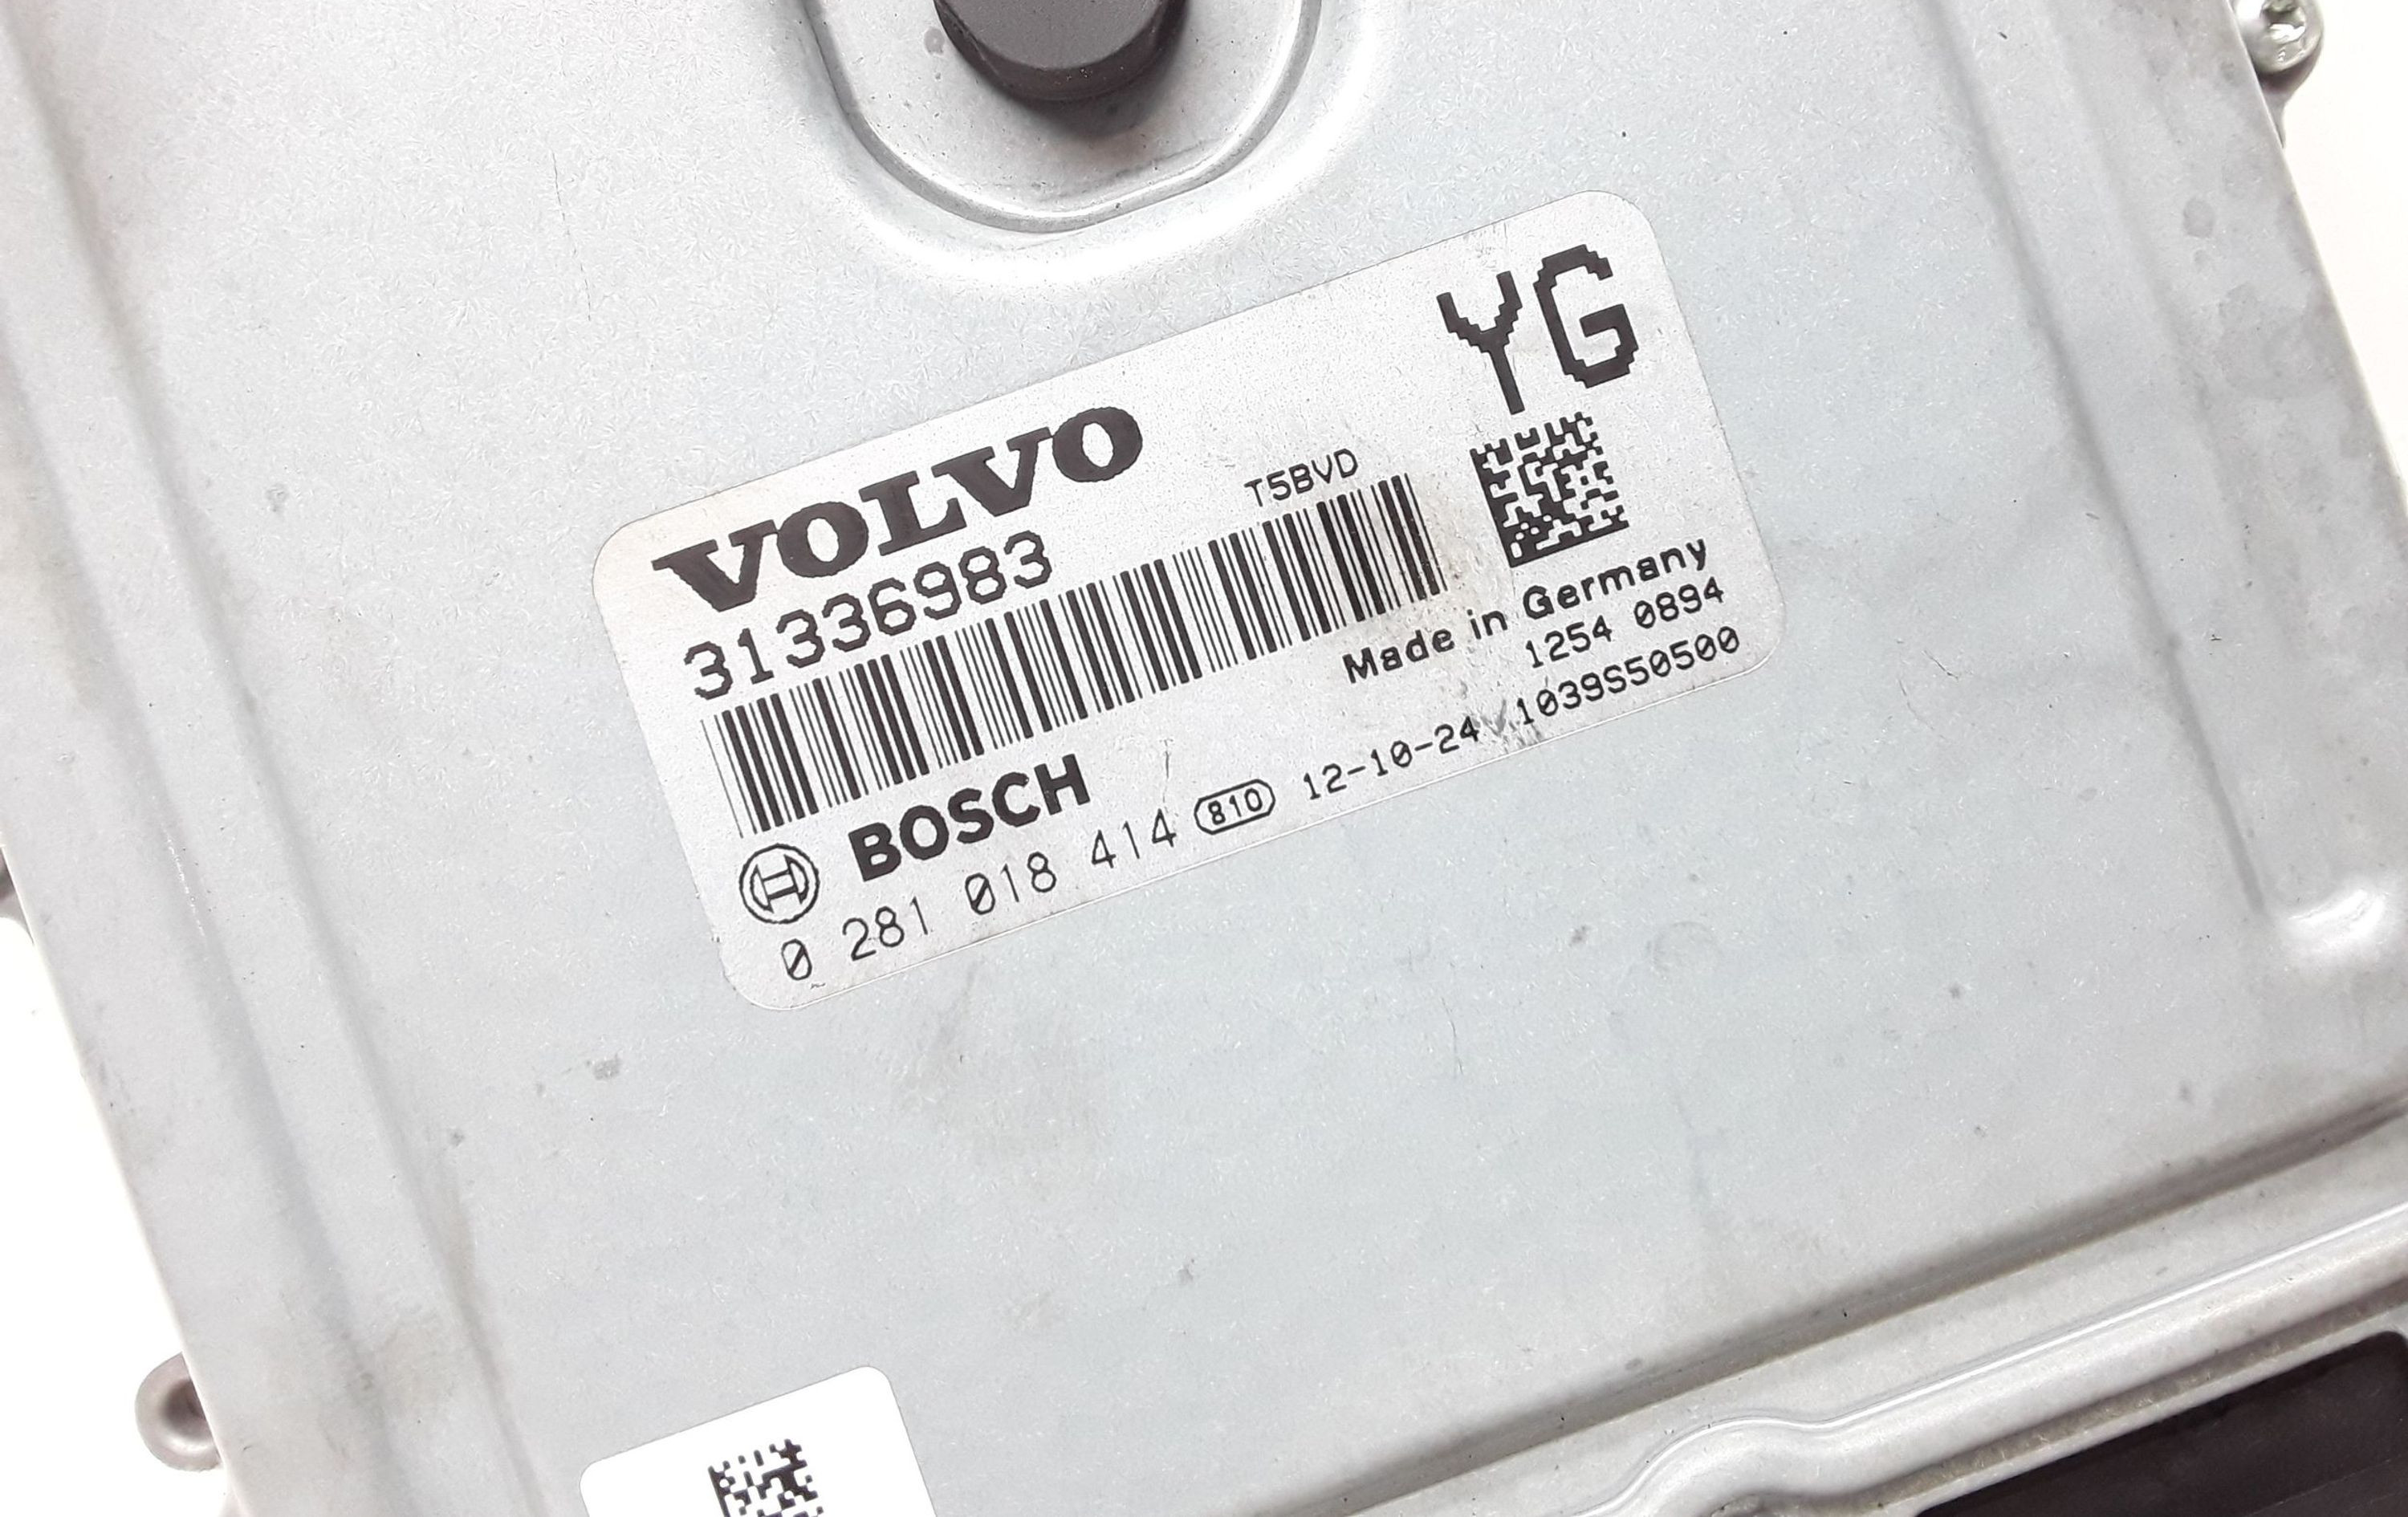 YG
VOLVO
31336983
T5BVD
Made in Germany
1254 0894
BOSCH
0 281 018 414 810 12-10-24 1039S50500